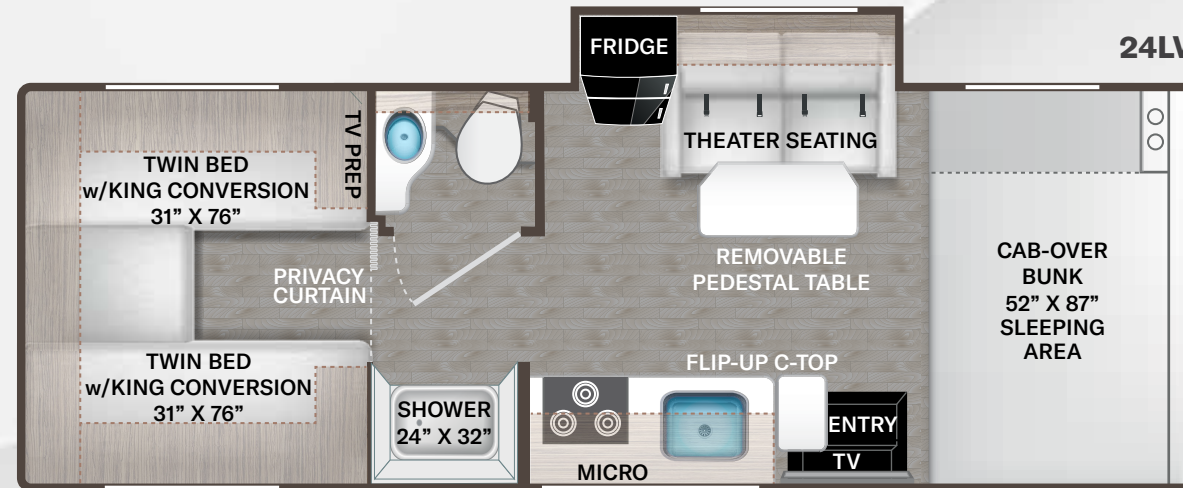 24LV
FRIDGE
THEATER SEATING
TV PREP
TWIN BED
w/KING CONVERSION
31” X 76”
REMOVABLE
PEDESTAL TABLE
PRIVACY
CURTAIN
CAB-OVER
BUNK
52” X 87”
SLEEPING
AREA
TWIN BED
w/KING CONVERSION
31” X 76”
FLIP-UP C-TOP
SHOWER
24” X 32”
ENTRY
TV
MICRO